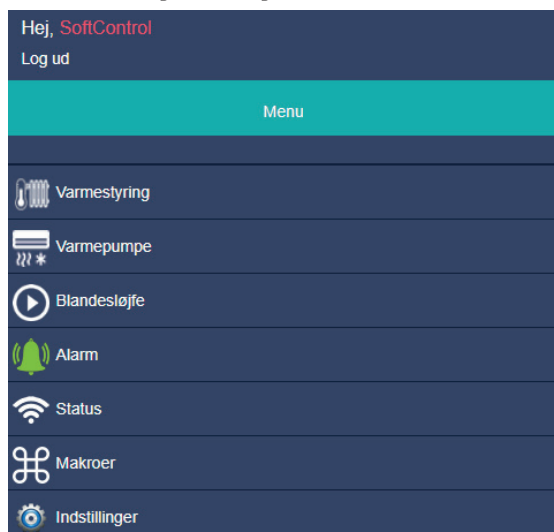 Hej, SoftControl
Log ud
Menu
Varmestyring
Varmepumpe
Blandesløjfe
Alarm
Status
Makroer
Indstillinger